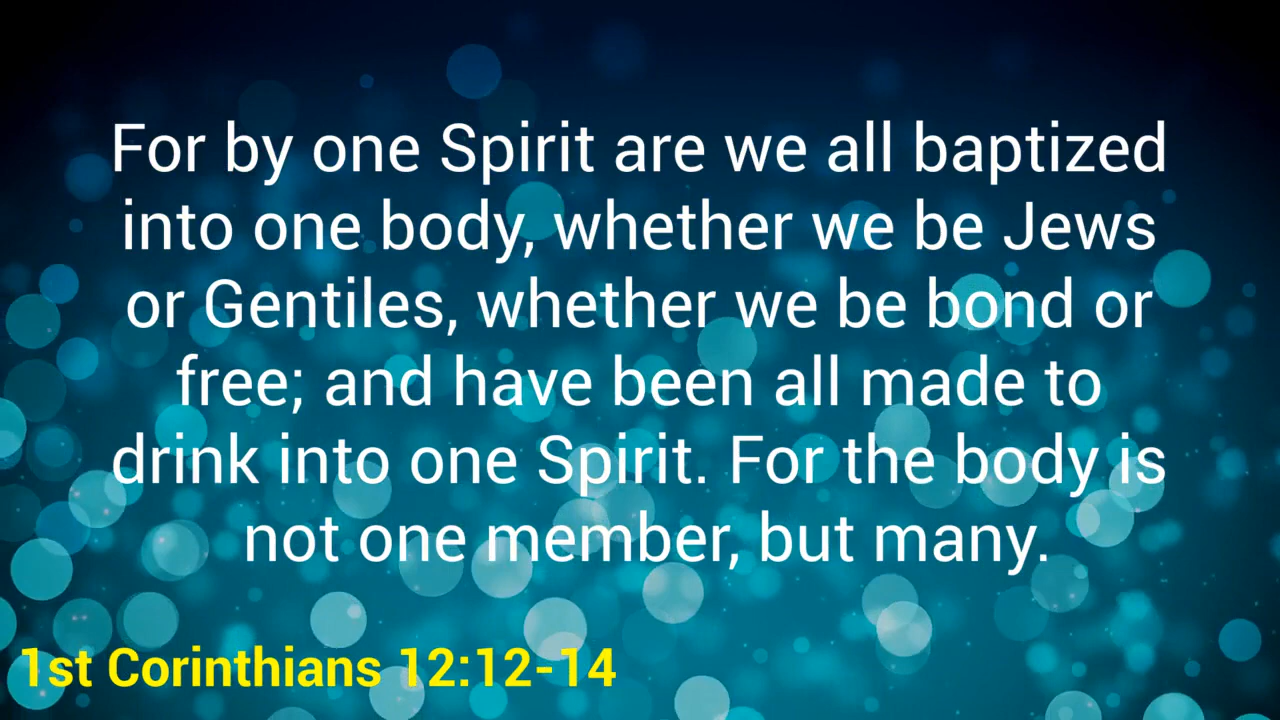 For by one Spirit are we all baptized
into one body, whether we be Jews
or Gentiles, whether we be bond or
free; and have been all made to
drink into one Spirit. For the body is
not one member, but many.
1st Corinthians 12:12-14